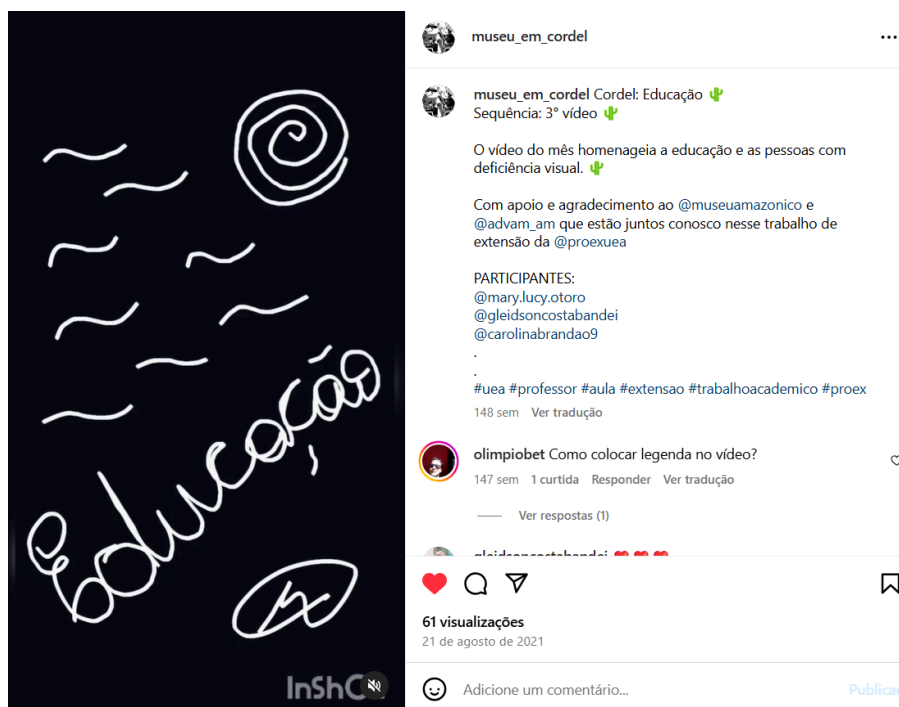 Educação
InSh
museu_em_cordel
museu_em_cordel Cordel: Educação
Sequência: 3° vídeo
O vídeo do mês homenageia a educação e as pessoas com
deficiência visual.
Com apoio e agradecimento ao @museuamazonico e
@advam_am que estão juntos conosco nesse trabalho de
extensão da @proexuea
PARTICIPANTES:
@mary.lucy.otoro
@gleidsoncostabandei
@carolinabrandao9
.
.
#uea #professor #aula #extensao #trabalhoacademico #proex
148 sem Ver tradução
olimpiobet Como colocar legenda no vídeo?
147 sem 1 curtida Responder Ver tradução
Ver respostas (1)
gleidsoncostabandei
61 visualizações
21 de agosto de 2021
Adicione um comentário...
Publicar